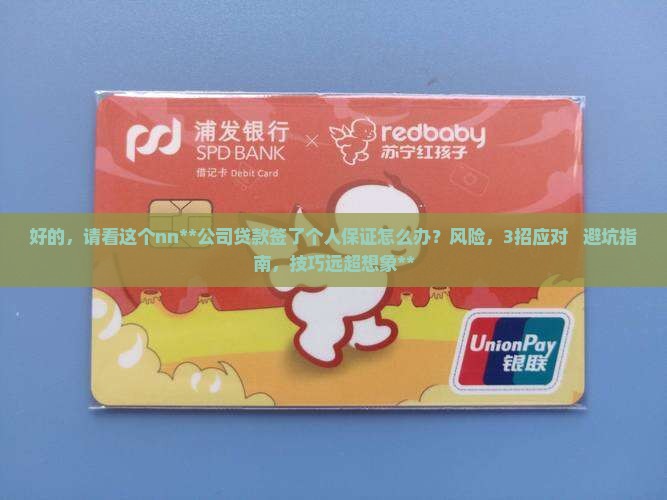 浦发银行
SPD BANK
借记卡 Debit Card
×
redbaby
苏宁红孩子
好的，请看这个nn**公司贷款签了个人保证怎么办？风险，3招应对 避坑指
南，技巧远超想象**
UnionPay
银联